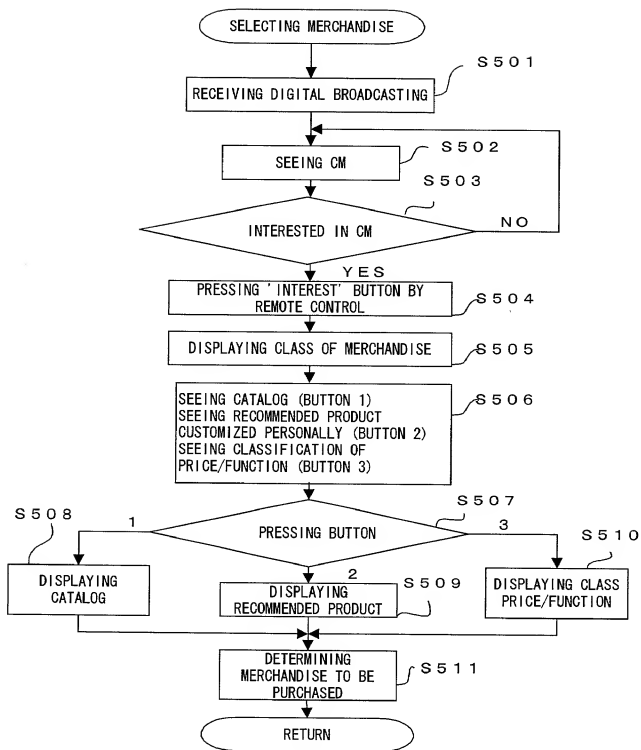 SELECTING MERCHANDISE
S501
RECEIVING DIGITAL BROADCASTING
S502
SEEING CM
S503
INTERESTED IN CM
NO
YES
PRESSING 'INTEREST' BUTTON BY
REMOTE CONTROL
S504
DISPLAYING CLASS OF MERCHANDISE
S505
SEEING CATALOG (BUTTON 1)
SEEING RECOMMENDED PRODUCT
CUSTOMIZED PERSONALLY (BUTTON 2)
SEEING CLASSIFICATION OF
PRICE/FUNCTION (BUTTON 3)
S506
S507
PRESSING BUTTON
1
3
S508
S510
DISPLAYING
CATALOG
2
S509
DISPLAYING
RECOMMENDED PRODUCT
DISPLAYING CLASS
PRICE/FUNCTION
DETERMINING
MERCHANDISE TO BE
PURCHASED
S511
RETURN